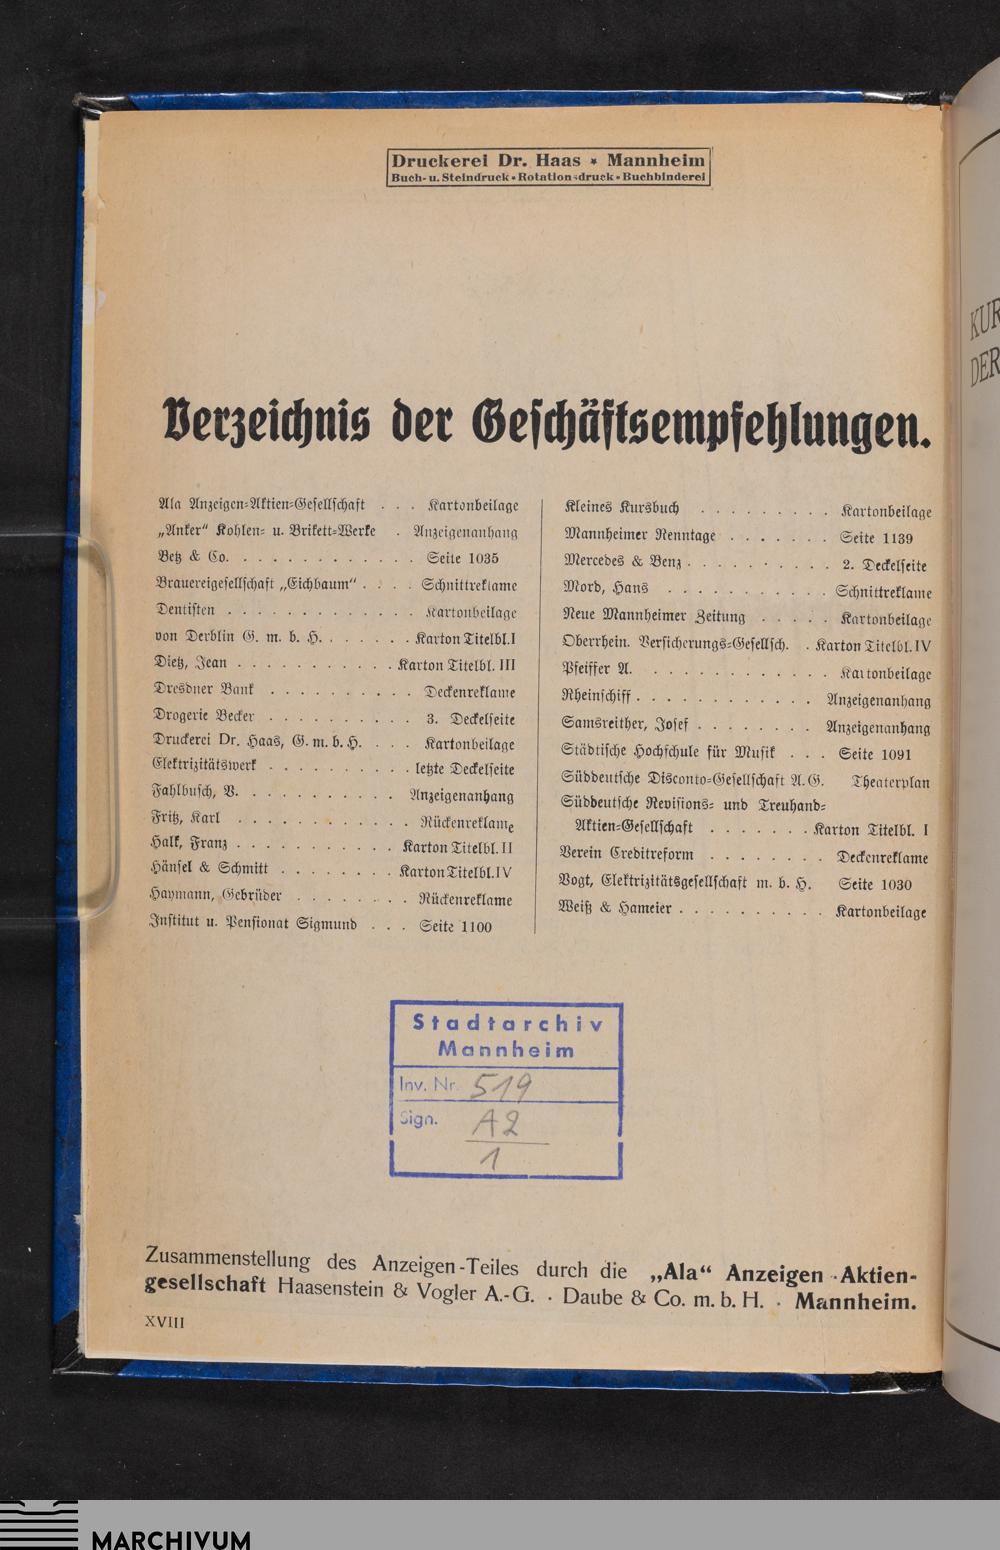 Druckerei Dr. Haas * Mannheim
Buch- u. Steindruck • Rotationsdruck • Buchbinderei
Verzeichnis der Geschäftsempfehlungen.
Ala Anzeigen-Aktien-Gesellschaft . . . Kartonbeilage
„Anker“ Kohlen- u. Brikett-Werke . Anzeigenanhang
Betz & Co. . . . . . . . . . . . . Seite 1035
Brauereigesellschaft „Eichbaum“ . . . . Schnittreklame
Dentisten . . . . . . . . . . . . . Kartonbeilage
von Derblin G. m. b. H. . . . . . . Karton Titelbl. I
Dietz, Jean . . . . . . . . . . . Karton Titelbl. III
Dresdner Bank . . . . . . . . . . Deckenreklame
Drogerie Becker . . . . . . . . . . 3. Deckelseite
Druckerei Dr. Haas, G. m. b. H. . . . Kartonbeilage
Elektrizitätswerk . . . . . . . . . . letzte Deckelseite
Fahlbusch, V. . . . . . . . . . . Anzeigenanhang
Fritz, Karl . . . . . . . . . . . . Rückenreklame
Halk, Franz . . . . . . . . . . . Karton Titelbl. II
Hänsel & Schmitt . . . . . . . . . Karton Titelbl. IV
Haymann, Gebrüder . . . . . . . . Rückenreklame
Institut u. Pensionat Sigmund . . . Seite 1100
Kleines Kursbuch . . . . . . . . . Kartonbeilage
Mannheimer Renntage . . . . . . . Seite 1139
Mercedes & Benz . . . . . . . . . . 2. Deckelseite
Mord, Hans . . . . . . . . . . . Schnittreklame
Neue Mannheimer Zeitung . . . . . Kartonbeilage
Oberrhein. Versicherungs-Gesellsch. . . Karton Titelbl. IV
Pfeiffer A. . . . . . . . . . . . . Kartonbeilage
Rheinschiff . . . . . . . . . . . . Anzeigenanhang
Samsreither, Josef . . . . . . . . Anzeigenanhang
Städtische Hochschule für Musik . . . Seite 1091
Süddeutsche Disconto-Gesellschaft A. G. Theaterplan
Süddeutsche Revisions- und Treuhand-
Aktien-Gesellschaft . . . . . . . Karton Titelbl. I
Verein Creditreform . . . . . . . . Deckenreklame
Vogt, Elektrizitätsgesellschaft m. b. H. Seite 1030
Weiß & Hameier . . . . . . . . . . Kartonbeilage
Stadtarchiv
Mannheim
Inv. Nr. 519
Sign. A2
1
Zusammenstellung des Anzeigen-Teiles durch die „Ala“ Anzeigen-Aktien-
gesellschaft Haasenstein & Vogler A.-G. · Daube & Co. m. b. H. · Mannheim.
XVIII
KUR
DER
MARCHIVUM